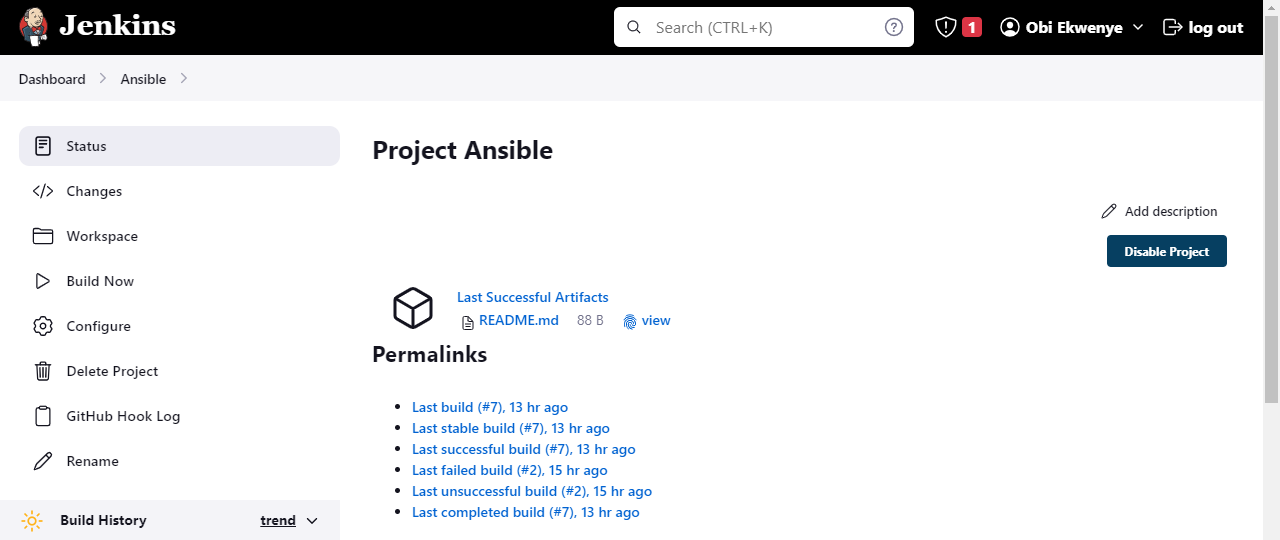 Jenkins
Search (CTRL+K)
1
Obi Ekwenye
log out
Dashboard
Ansible
Status
Changes
Workspace
Build Now
Configure
Delete Project
GitHub Hook Log
Rename
Build History
trend
Project Ansible
Add description
Disable Project
Last Successful Artifacts
README.md 88 B view
Permalinks
Last build (#7), 13 hr ago
Last stable build (#7), 13 hr ago
Last successful build (#7), 13 hr ago
Last failed build (#2), 15 hr ago
Last unsuccessful build (#2), 15 hr ago
Last completed build (#7), 13 hr ago